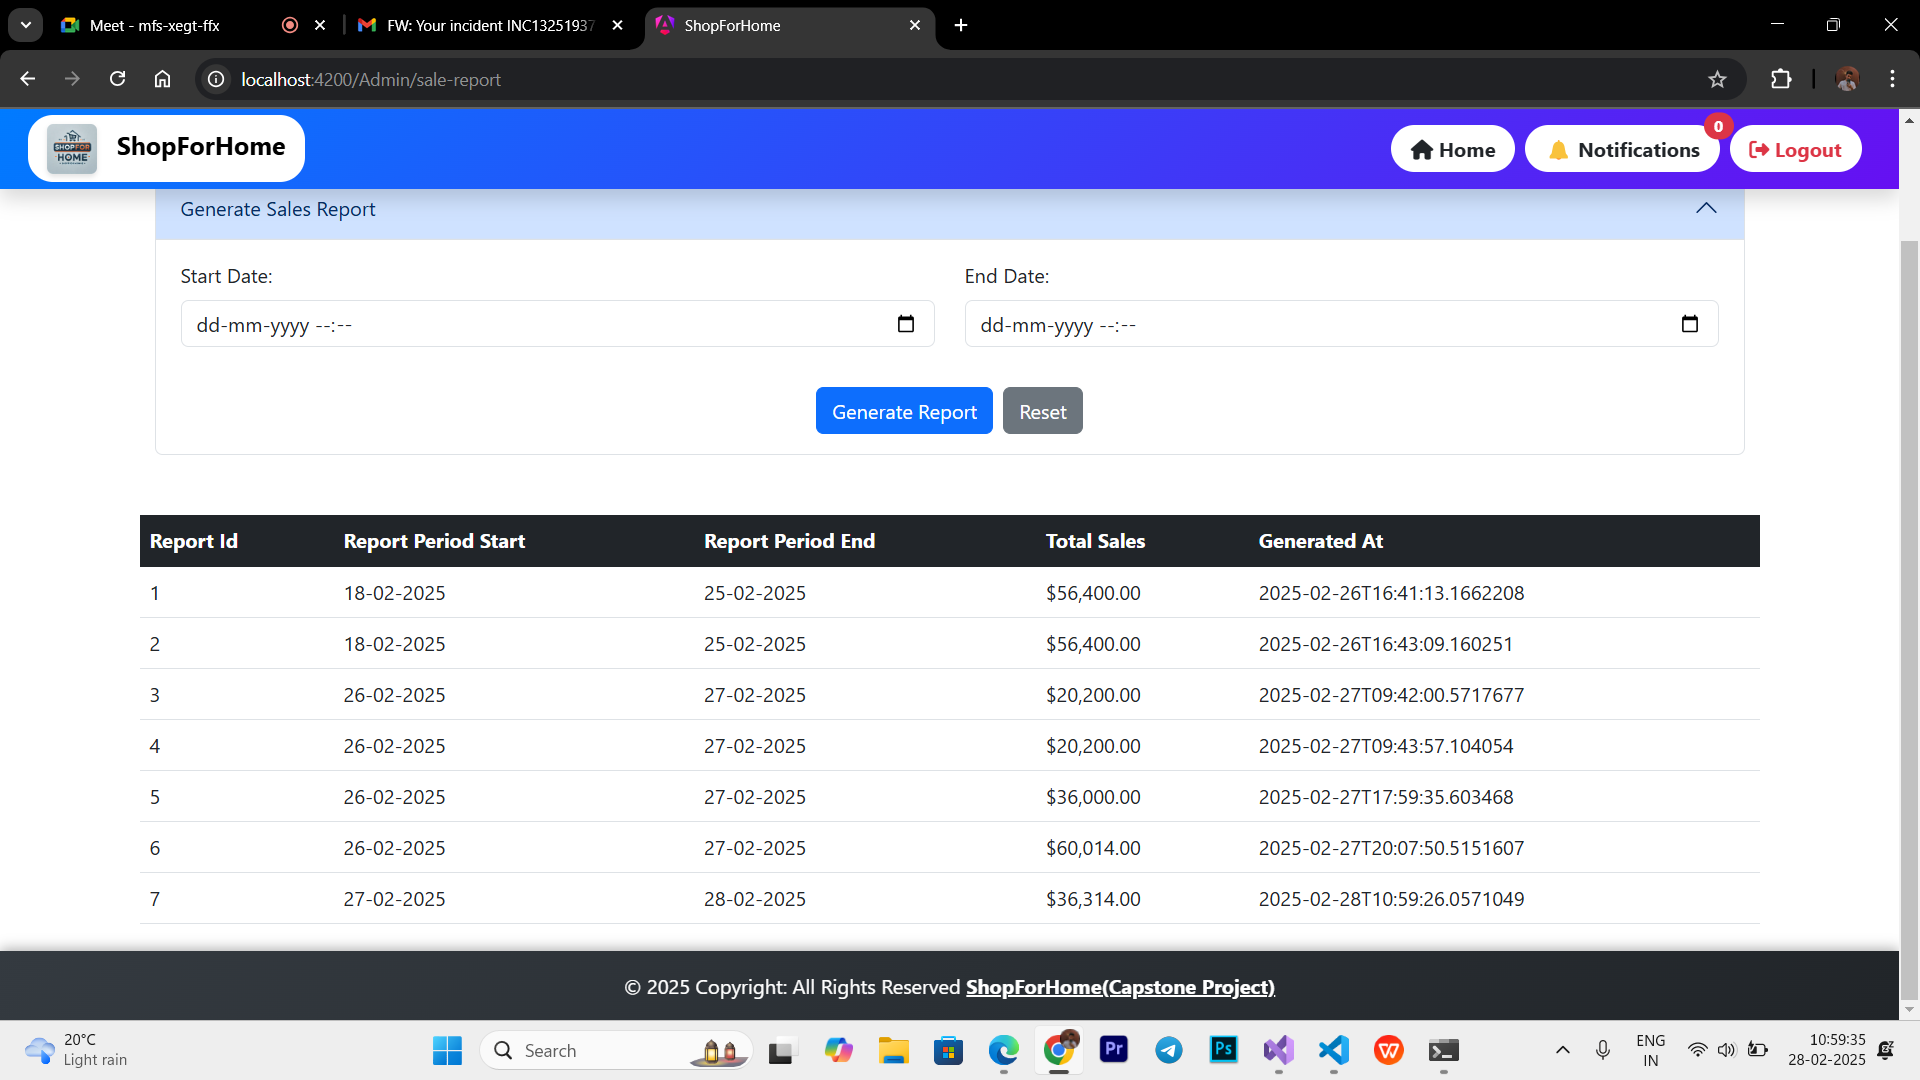 Meet - mfs-xegt-ffx
FW: Your incident INC13251937
ShopForHome
localhost:4200/Admin/sale-report
SHOPFOR
HOME
ShopForHome
Home
Notifications
0
Logout
Generate Sales Report
Start Date:
End Date:
dd-mm-yyyy --:--
dd-mm-yyyy --:--
Generate Report
Reset
Report Id Report Period Start Report Period End Total Sales Generated At
1 18-02-2025 25-02-2025 $56,400.00 2025-02-26T16:41:13.1662208
2 18-02-2025 25-02-2025 $56,400.00 2025-02-26T16:43:09.160251
3 26-02-2025 27-02-2025 $20,200.00 2025-02-27T09:42:00.5717677
4 26-02-2025 27-02-2025 $20,200.00 2025-02-27T09:43:57.104054
5 26-02-2025 27-02-2025 $36,000.00 2025-02-27T17:59:35.603468
6 26-02-2025 27-02-2025 $60,014.00 2025-02-27T20:07:50.5151607
7 27-02-2025 28-02-2025 $36,314.00 2025-02-28T10:59:26.0571049
© 2025 Copyright: All Rights Reserved ShopForHome(Capstone Project)
20°C
Light rain
Search
Pr
Ps
ENG
IN
10:59:35
28-02-2025